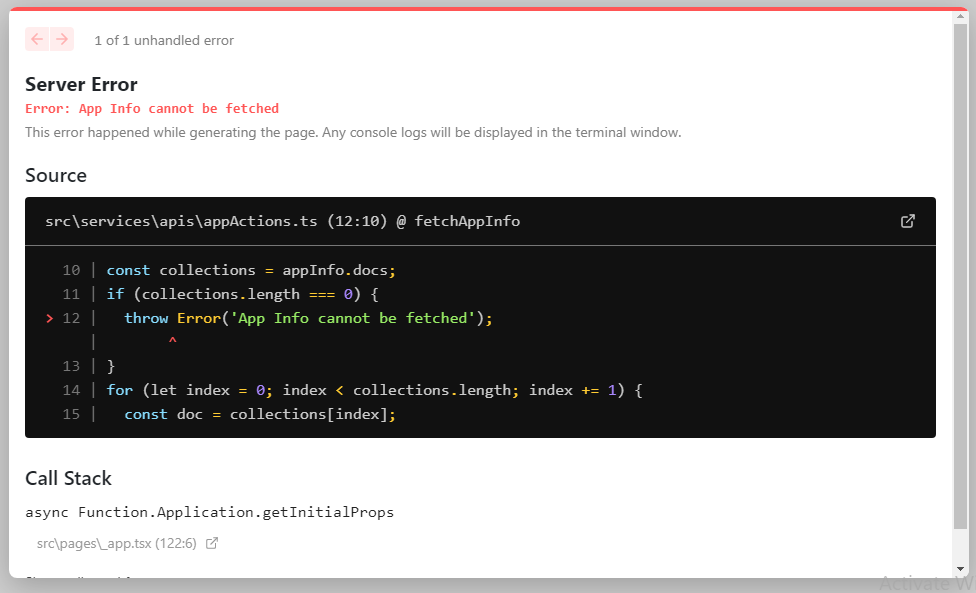 1 of 1 unhandled error
Server Error
Error: App Info cannot be fetched
This error happened while generating the page. Any console logs will be displayed in the terminal window.
Source
src\services\apis\appActions.ts (12:10) @ fetchAppInfo
10 | const collections = appInfo.docs;
11 | if (collections.length === 0) {
> 12 |   throw Error('App Info cannot be fetched');
|         ^
13 | }
14 | for (let index = 0; index < collections.length; index += 1) {
15 |   const doc = collections[index];
Call Stack
async Function.Application.getInitialProps
src\pages\_app.tsx (122:6)
Activate W